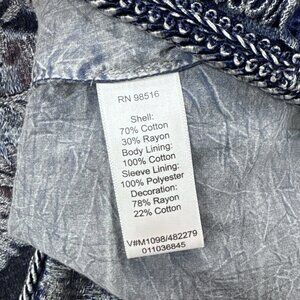 RN 98516
Shell:
70% Cotton
30% Rayon
Body Lining:
100% Cotton
Sleeve Lining:
100% Polyester
Decoration:
78% Rayon
22% Cotton
V#M1098/482279
011036845